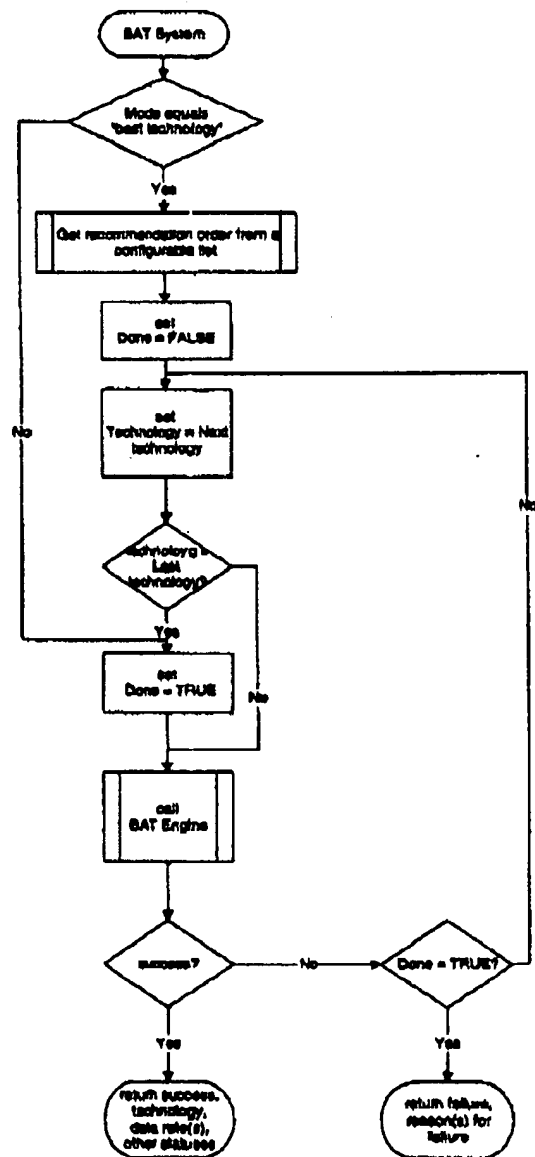 BAT System
Mode equals
"best technology"
Yes
Get recommendation order from a
configurable list
set
Done = FALSE
No
set
Technology = Next
technology
No
Technology =
Last
technology?
Yes
set
Done = TRUE
No
call
BAT Engine
success?
No
Done = TRUE?
Yes
Yes
return success,
technology,
data rate(s),
other statuses
return failure,
reason(s) for
failure